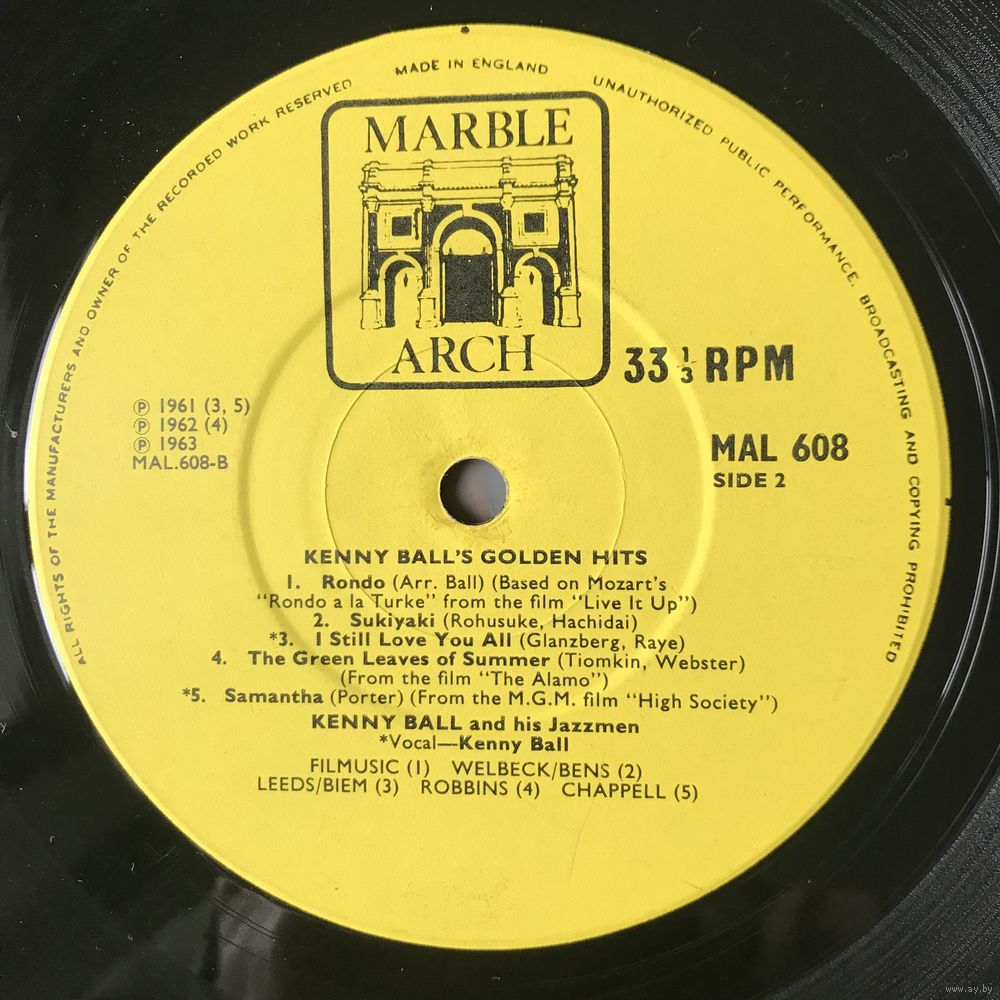 ALL RIGHTS OF THE MANUFACTURERS AND OWNER OF THE RECORDED WORK RESERVED
MADE IN ENGLAND
UNAUTHORIZED PUBLIC PERFORMANCE, BROADCASTING AND COPYING PROHIBITED
MARBLE
ARCH
33⅓ RPM
℗ 1961 (3, 5)
℗ 1962 (4)
℗ 1963
MAL.608-B
MAL 608
SIDE 2
KENNY BALL'S GOLDEN HITS
1. Rondo (Arr. Ball) (Based on Mozart's
"Rondo a la Turke" from the film "Live It Up")
2. Sukiyaki (Rohusuke, Hachidai)
*3. I Still Love You All (Glanzberg, Raye)
4. The Green Leaves of Summer (Tiomkin, Webster)
(From the film "The Alamo")
*5. Samantha (Porter) (From the M.G.M. film "High Society")
KENNY BALL and his Jazzmen
*Vocal—Kenny Ball
FILMUSIC (1) WELBECK/BENS (2)
LEEDS/BIEM (3) ROBBINS (4) CHAPPELL (5)
www.ay.by